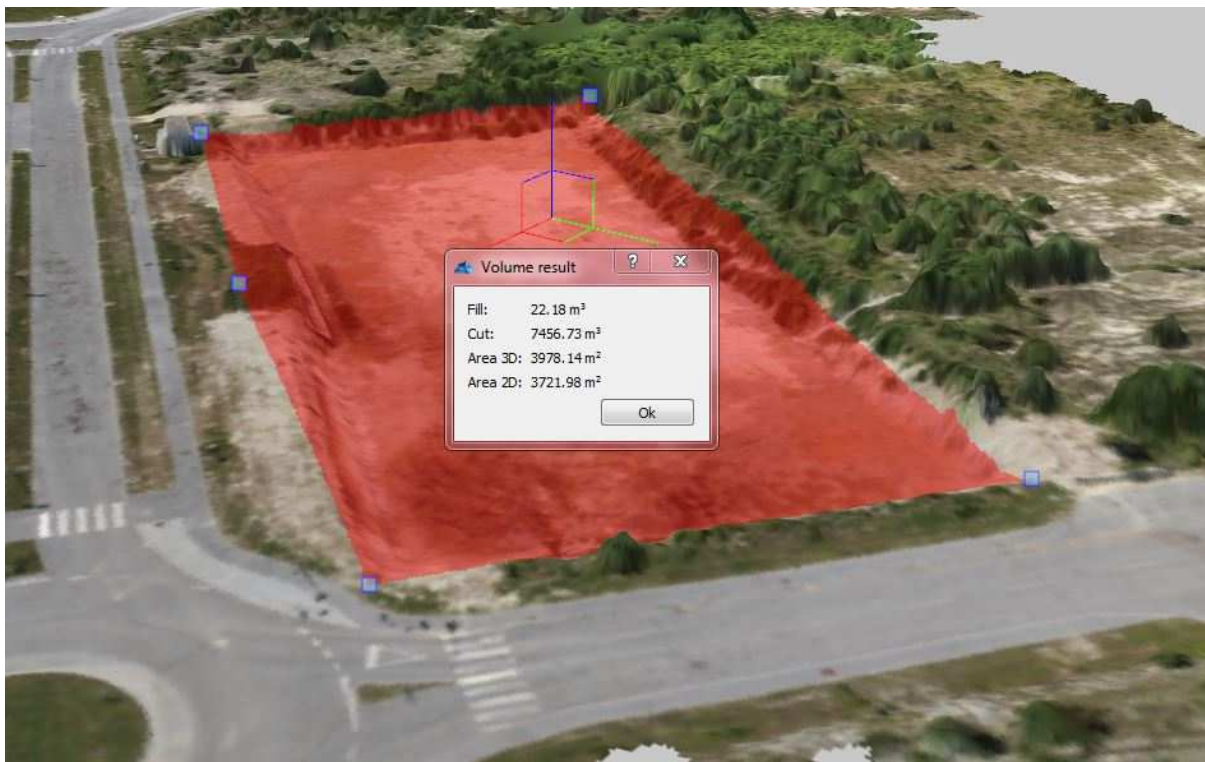 Volume result
Fill: 22.18 m³
Cut: 7456.73 m³
Area 3D: 3978.14 m²
Area 2D: 3721.98 m²
Ok